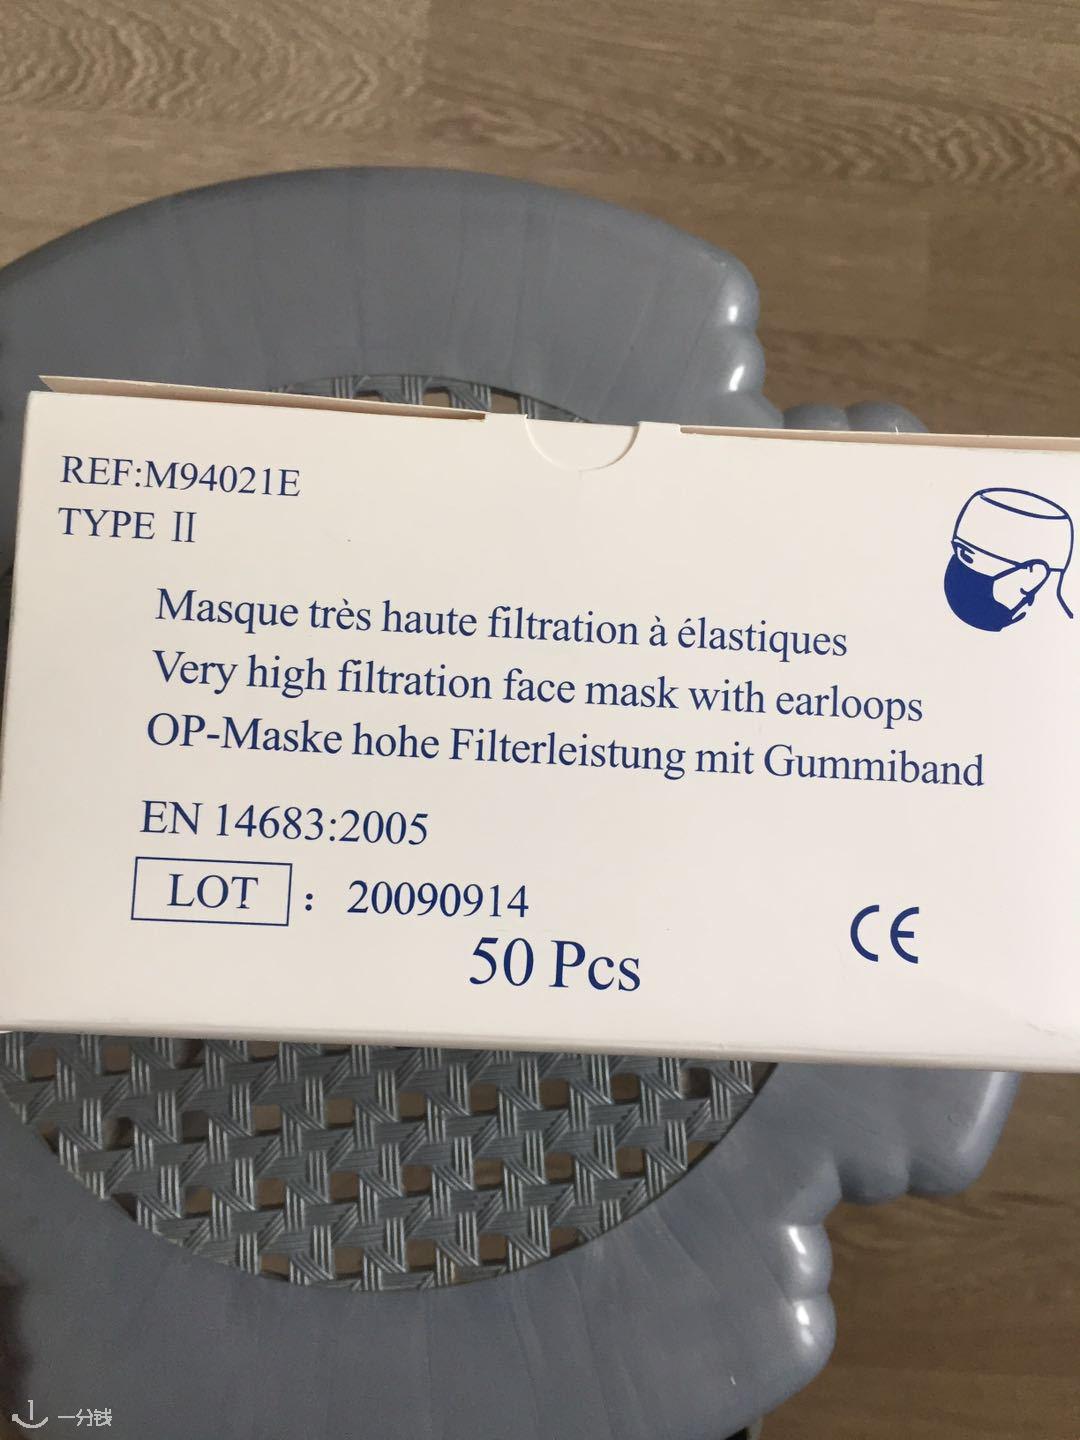 REF:M94021E
TYPE II
Masque très haute filtration à élastiques
Very high filtration face mask with earloops
OP-Maske hohe Filterleistung mit Gummiband
EN 14683:2005
LOT : 20090914
50 Pcs
CE
一分钱